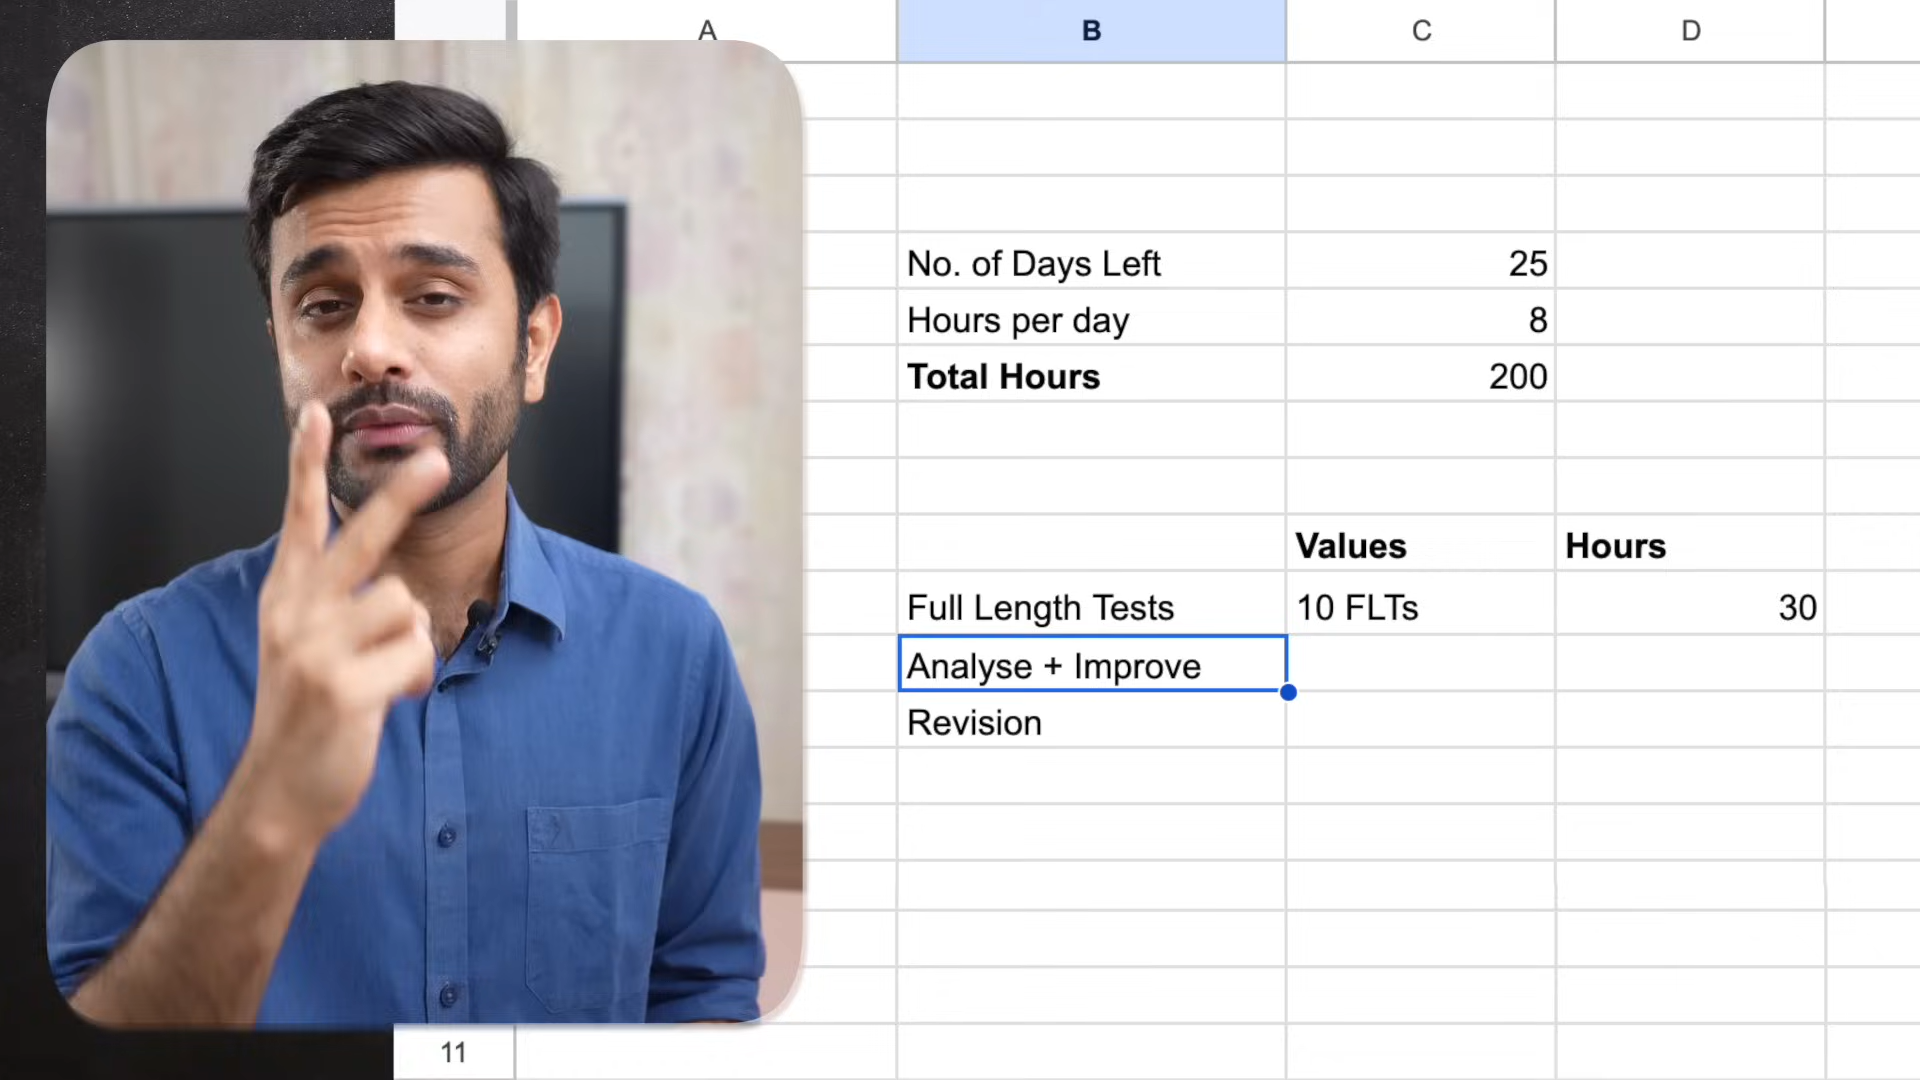 A B C D
No. of Days Left 25
Hours per day 8
Total Hours 200
Values Hours
Full Length Tests 10 FLTs 30
Analyse + Improve
Revision
11